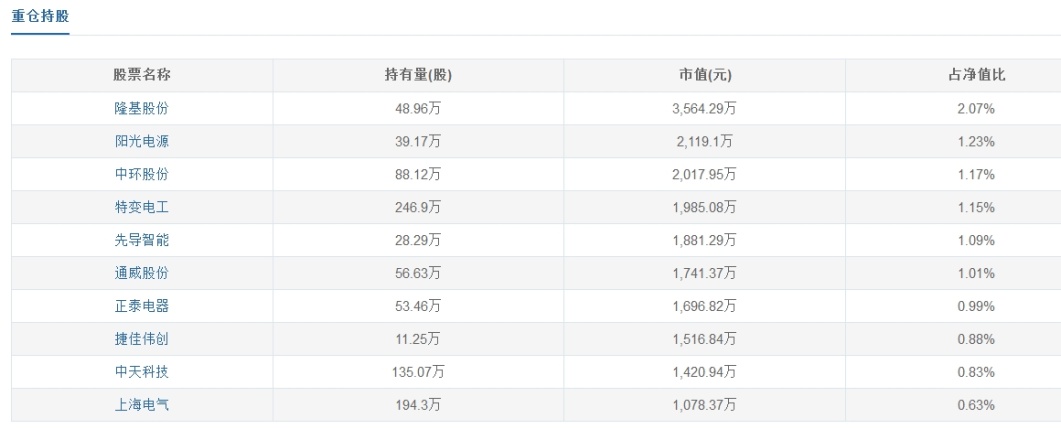 重仓持股
股票名称 持有量(股) 市值(元) 占净值比
隆基股份 48.96万 3,564.29万 2.07%
阳光电源 39.17万 2,119.1万 1.23%
中环股份 88.12万 2,017.95万 1.17%
特变电工 246.9万 1,985.08万 1.15%
先导智能 28.29万 1,881.29万 1.09%
通威股份 56.63万 1,741.37万 1.01%
正泰电器 53.46万 1,696.82万 0.99%
捷佳伟创 11.25万 1,516.84万 0.88%
中天科技 135.07万 1,420.94万 0.83%
上海电气 194.3万 1,078.37万 0.63%